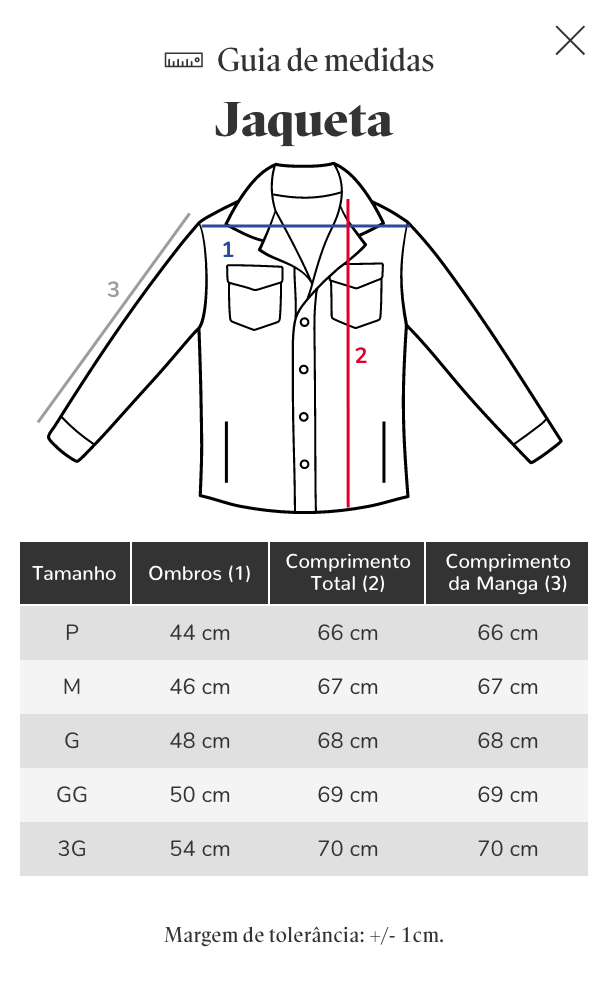 Guia de medidas
Jaqueta
1
3
2
Tamanho Ombros (1) Comprimento Total (2) Comprimento da Manga (3)
P 44 cm 66 cm 66 cm
M 46 cm 67 cm 67 cm
G 48 cm 68 cm 68 cm
GG 50 cm 69 cm 69 cm
3G 54 cm 70 cm 70 cm
Margem de tolerância: +/- 1cm.